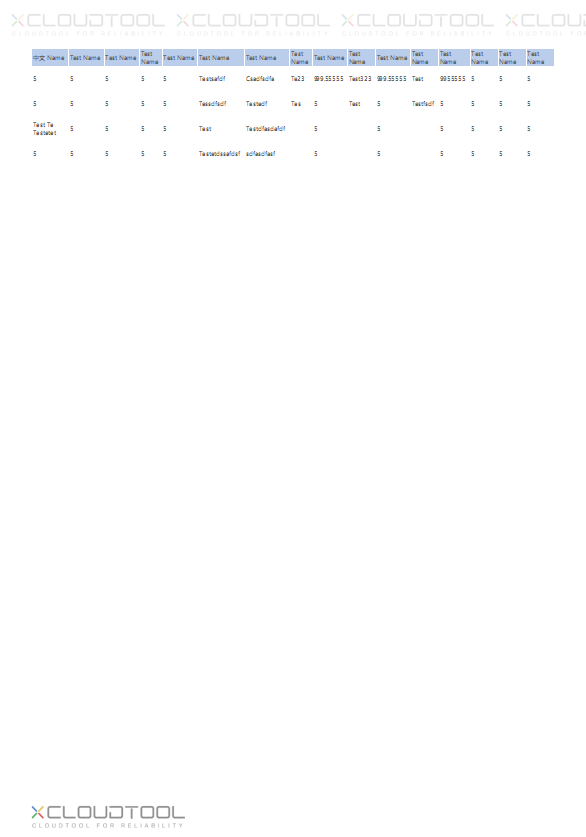 XCLOUDTOOL XCLOUDTOOL XCLOUDTOOL XCLOU
CLOUDTOOL FOR RELIABILITY CLOUDTOOL FOR RELIABILITY CLOUDTOOL FOR RELIABILITY CLOUDTOOL FO
中文 Name Test Name Test Name Test Name Test Name Test Name Test Name Test Name Test Name Test Name Test Name Test Name Test Name Test Name Test Name Test Name
5 5 5 5 5 Testsafdf Csadfsdfa Te23 999.55555 Test323 999.55555 Test 9955555 5 5 5
5 5 5 5 5 Tessdfsdf Testedf Tes 5 Test 5 Testfsdf 5 5 5 5
Test Te
Testetet 5 5 5 5 Test Testdfasdafdf 5 5 5 5 5 5
5 5 5 5 5 Testetdssafdsf sdfasdfasf 5 5 5 5 5 5
XCLOUDTOOL
CLOUDTOOL FOR RELIABILITY